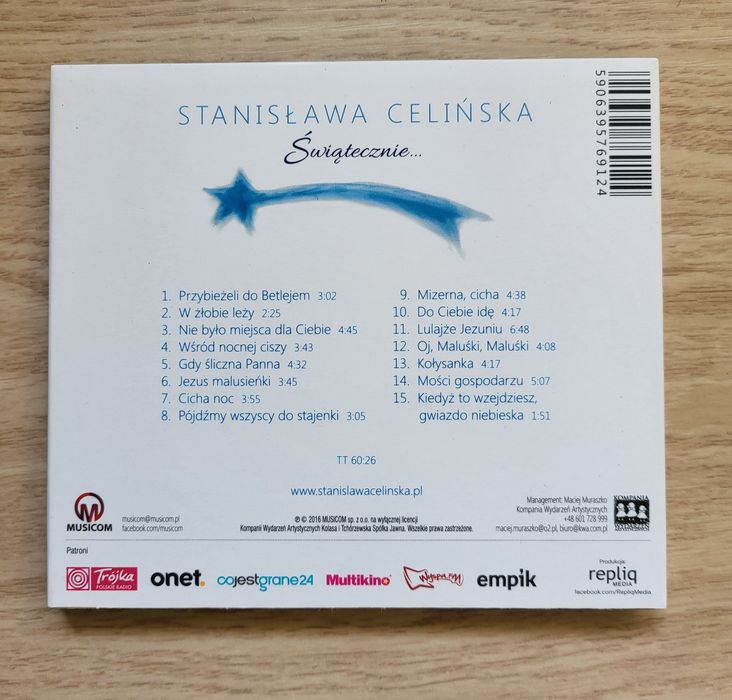 5906395769124
STANISŁAWA CELIŃSKA
Świątecznie...
1. Przybieżeli do Betlejem 3:02
2. W żłobie leży 2:25
3. Nie było miejsca dla Ciebie 4:45
4. Wśród nocnej ciszy 3:43
5. Gdy śliczna Panna 4:32
6. Jezus malusieńki 3:45
7. Cicha noc 3:55
8. Pójdźmy wszyscy do stajenki 3:05
9. Mizerna, cicha 4:38
10. Do Ciebie idę 4:17
11. Lulajże Jezuniu 6:48
12. Oj, Maluśki, Maluśki 4:08
13. Kołysanka 4:17
14. Mości gospodarzu 5:07
15. Kiedyż to wzejdziesz,
gwiazdo niebieska 1:51
TT 60:26
www.stanislawacelinska.pl
MUSICOM
musicom@musicom.pl
facebook.com/musicom
℗ © 2016 MUSICOM sp. z o.o. na wyłącznej licencji
Kompanii Wydarzeń Artystycznych Kolasa i Tchórzewska Spółka Jawna. Wszelkie prawa zastrzeżone.
Management: Maciej Muraszko
Kompania Wydarzeń Artystycznych
+48 601 728 999
maciej.muraszko@o2.pl, biuro@kwa.com.pl
KOMPANIA
Patroni
Trójka
POLSKIE RADIO
onet.
cojestgrane24
Multikino
Wyspa.fm
empik
Produkcja:
repliq
MEDIA
facebook.com/RepliqMedia